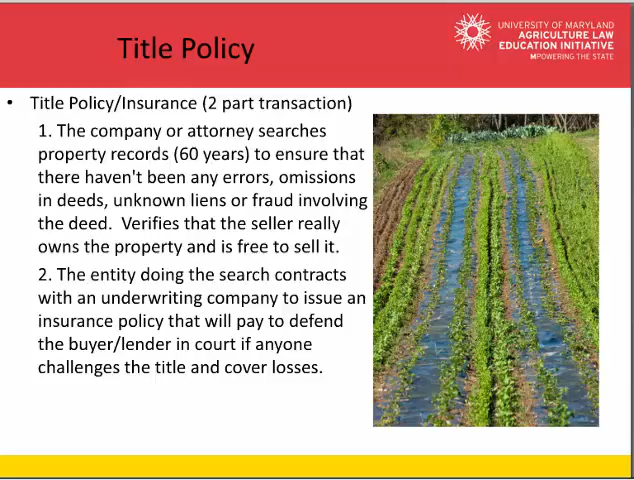 Title Policy
UNIVERSITY OF MARYLAND
AGRICULTURE LAW
EDUCATION INITIATIVE
MPOWERING THE STATE
• Title Policy/Insurance (2 part transaction)
1. The company or attorney searches
property records (60 years) to ensure that
there haven't been any errors, omissions
in deeds, unknown liens or fraud involving
the deed. Verifies that the seller really
owns the property and is free to sell it.
2. The entity doing the search contracts
with an underwriting company to issue an
insurance policy that will pay to defend
the buyer/lender in court if anyone
challenges the title and cover losses.